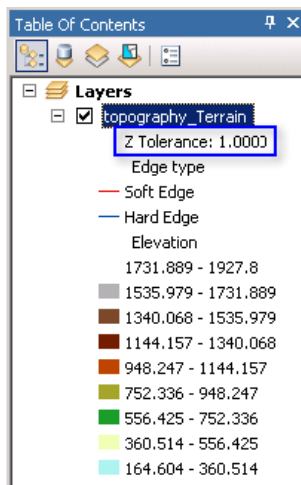 Table Of Contents
Layers
topography_Terrain
Z Tolerance: 1.0000
Edge type
Soft Edge
Hard Edge
Elevation
1731.889 - 1927.8
1535.979 - 1731.889
1340.068 - 1535.979
1144.157 - 1340.068
948.247 - 1144.157
752.336 - 948.247
556.425 - 752.336
360.514 - 556.425
164.604 - 360.514